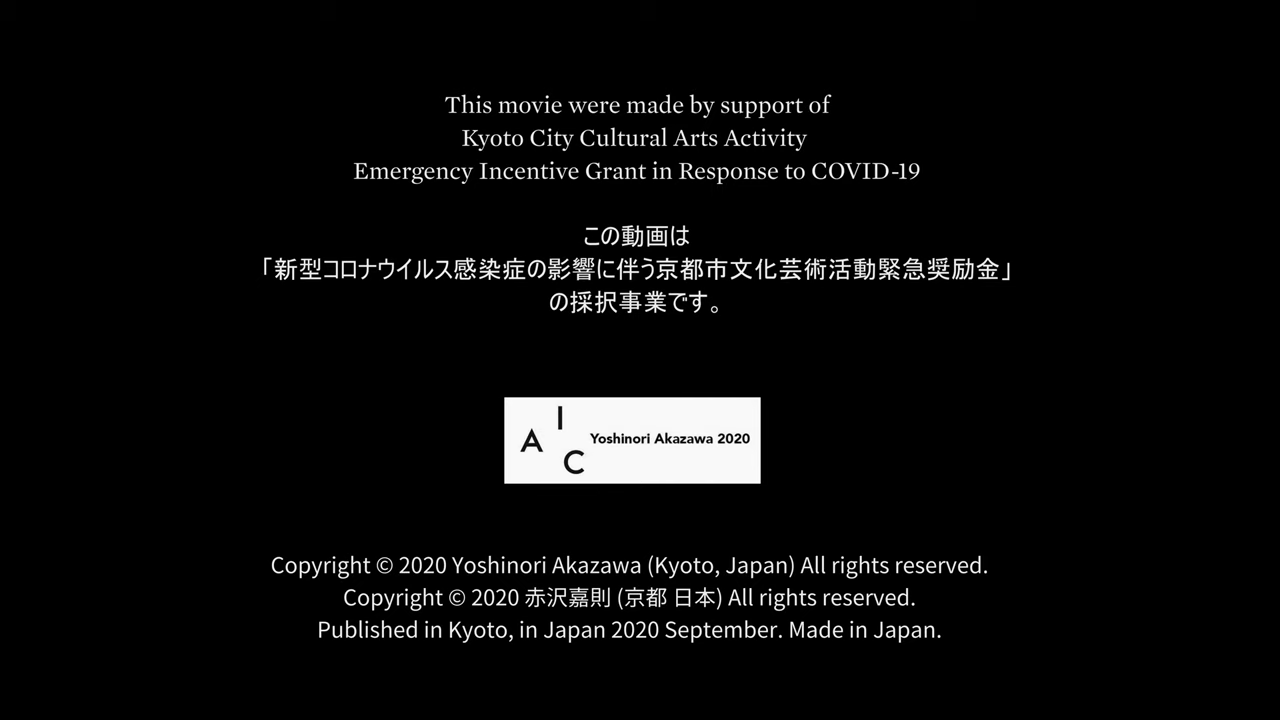 This movie were made by support of
Kyoto City Cultural Arts Activity
Emergency Incentive Grant in Response to COVID-19
この動画は
「新型コロナウイルス感染症の影響に伴う京都市文化芸術活動緊急奨励金」
の採択事業です。
A I C
Yoshinori Akazawa 2020
Copyright © 2020 Yoshinori Akazawa (Kyoto, Japan) All rights reserved.
Copyright © 2020 赤沢嘉則 (京都 日本) All rights reserved.
Published in Kyoto, in Japan 2020 September. Made in Japan.